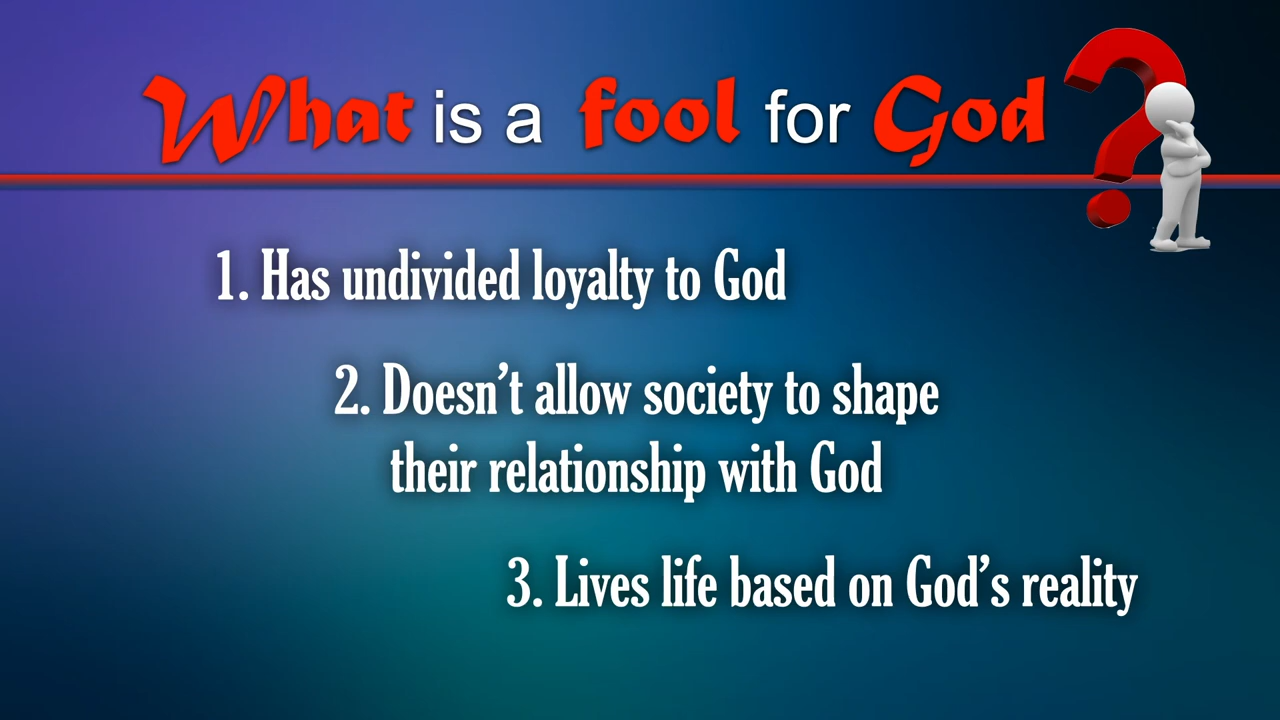 What is a fool for God?
1. Has undivided loyalty to God
2. Doesn't allow society to shape
their relationship with God
3. Lives life based on God's reality